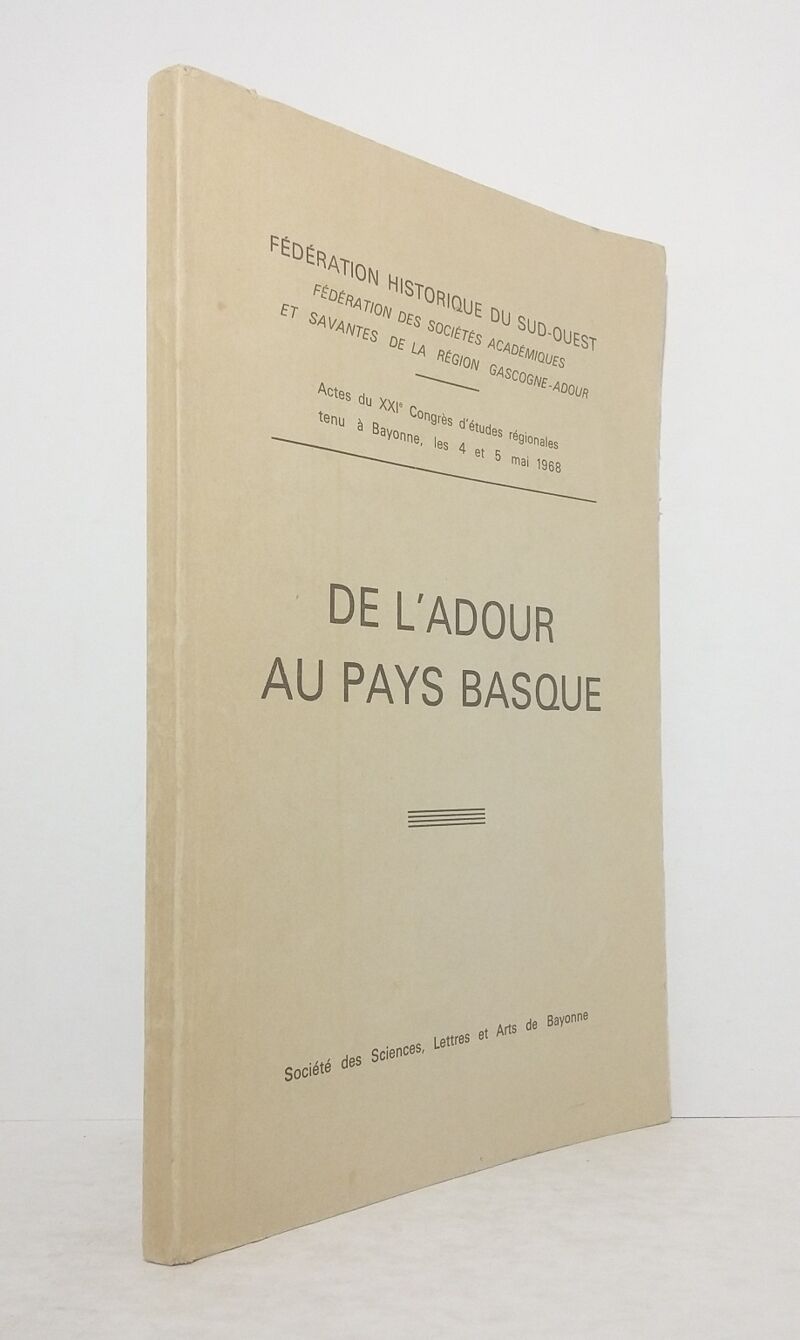 FÉDÉRATION HISTORIQUE DU SUD-OUEST
FÉDÉRATION DES SOCIÉTÉS ACADÉMIQUES
ET SAVANTES DE LA RÉGION GASCOGNE-ADOUR
Actes du XXIe Congrès d'études régionales
tenu à Bayonne, les 4 et 5 mai 1968
DE L'ADOUR
AU PAYS BASQUE
Société des Sciences, Lettres et Arts de Bayonne